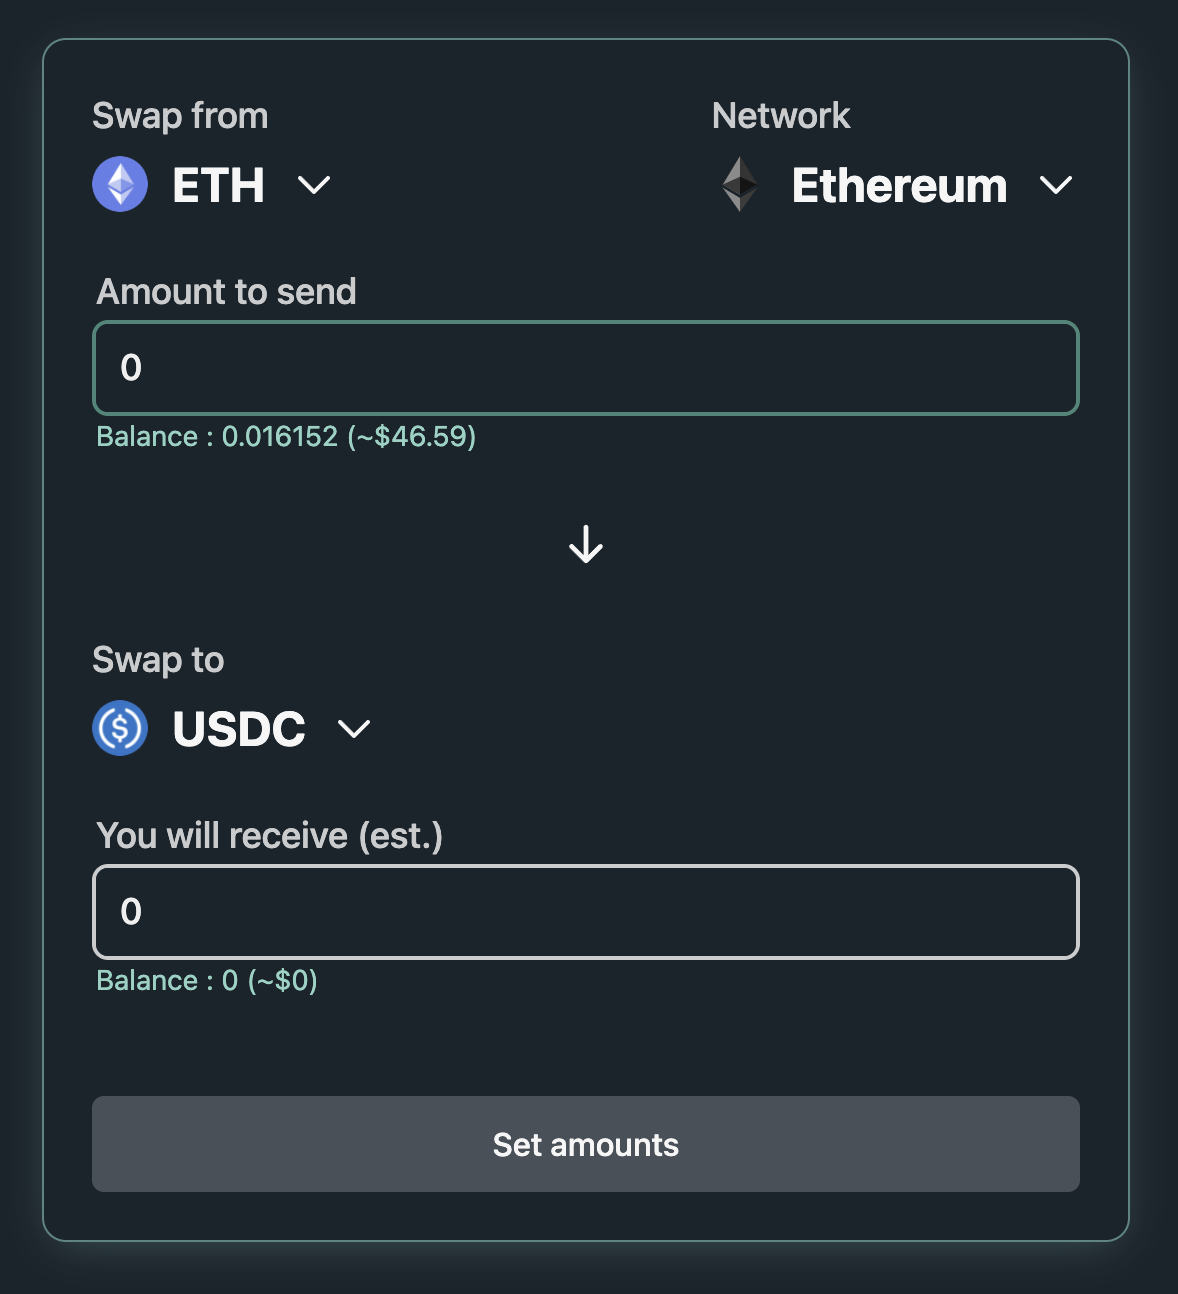 Swap from
Network
ETH
Ethereum
Amount to send
0
Balance : 0.016152 (~$46.59)
Swap to
USDC
You will receive (est.)
0
Balance : 0 (~$0)
Set amounts